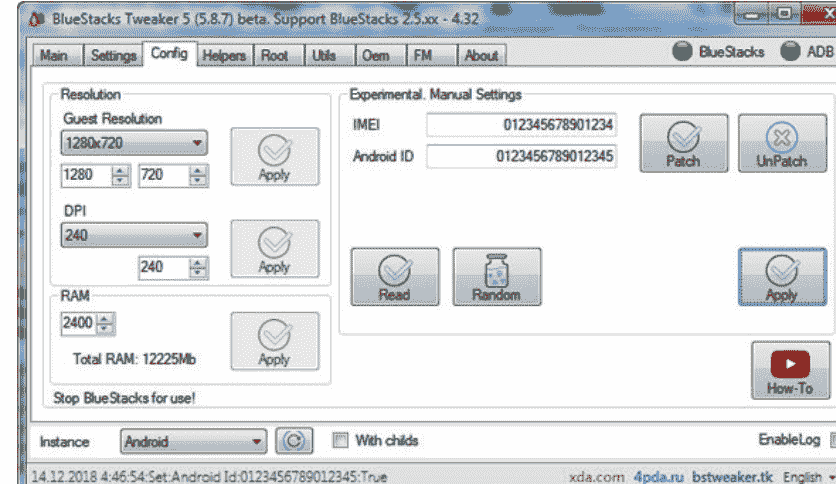 BlueStacks Tweaker 5 (5.8.7) beta. Support BlueStacks 2.5.xx - 4.32
Main Settings Config Helpers Root Utils Oem FM About BlueStacks ADB
Resolution
Guest Resolution
1280x720
1280 720
Apply
DPI
240
240
Apply
RAM
2400
Total RAM: 12225Mb
Apply
Stop BlueStacks for use!
Experimental. Manual Settings
IMEI 012345678901234
Android ID 0123456789012345
Patch UnPatch
Read Random Apply
How-To
Instance Android With childs EnableLog
14.12.2018 4:46:54:Set:Android Id:0123456789012345:True xda.com 4pda.ru bstweaker.tk English